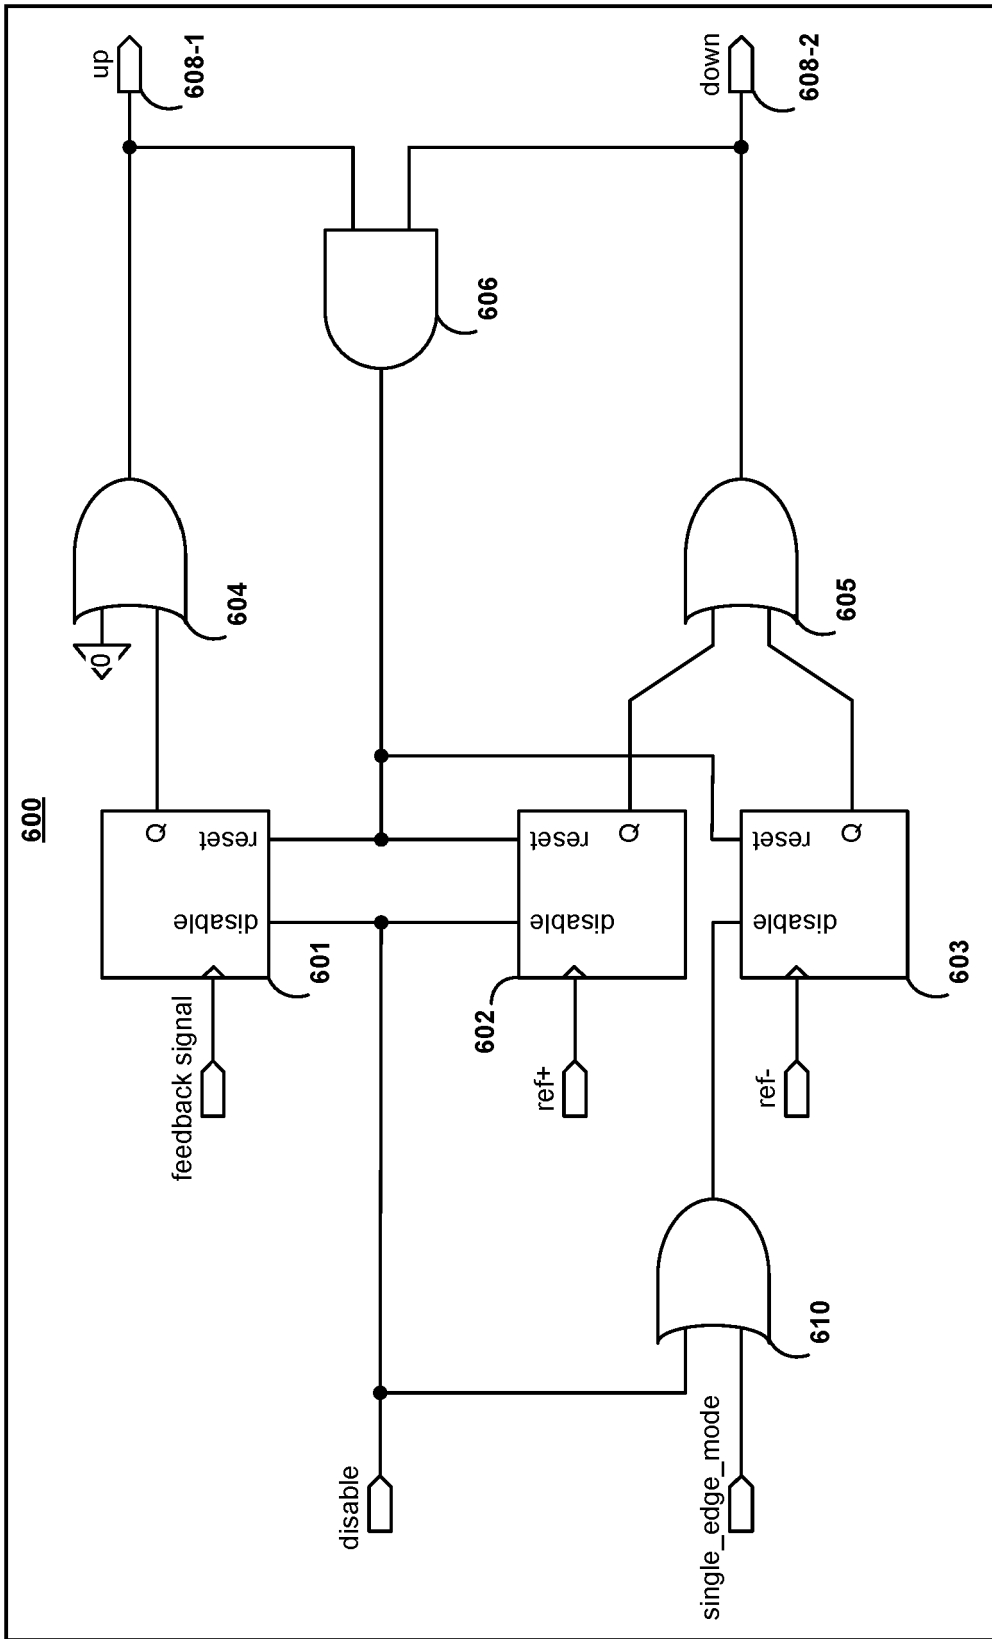 600
up
608-1
down
608-2
606
604
0
605
Q
reset
disable
601
feedback signal
Q
reset
disable
602
ref+
Q
reset
disable
603
ref-
610
disable
single_edge_mode